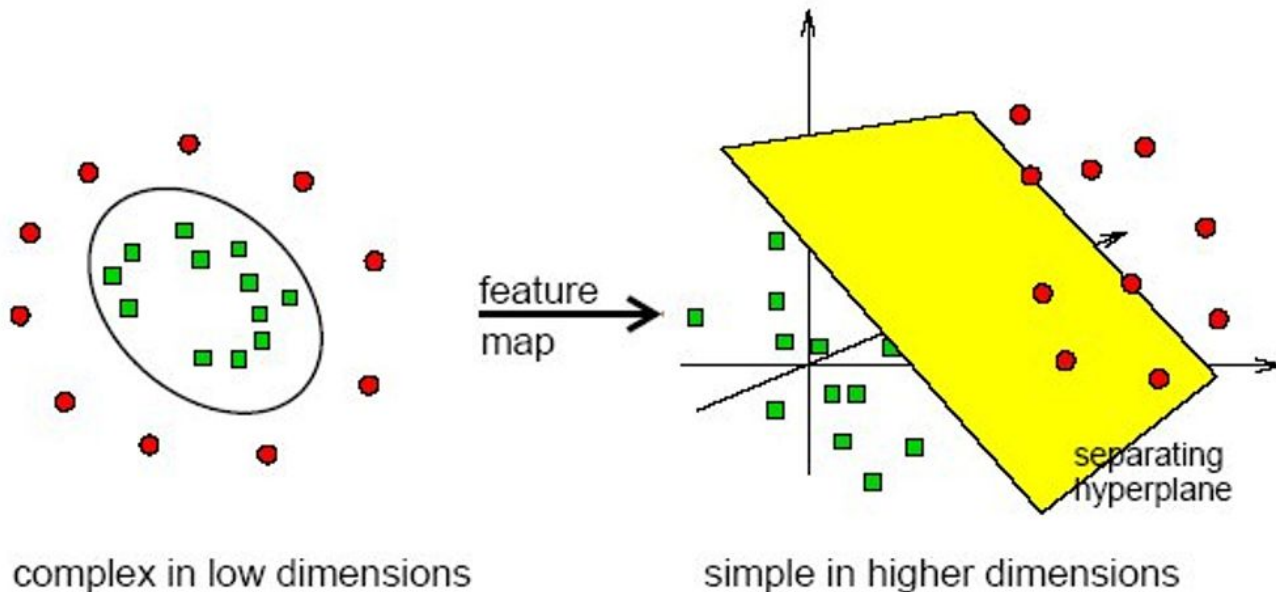 feature
map
separating
hyperplane
complex in low dimensions
simple in higher dimensions